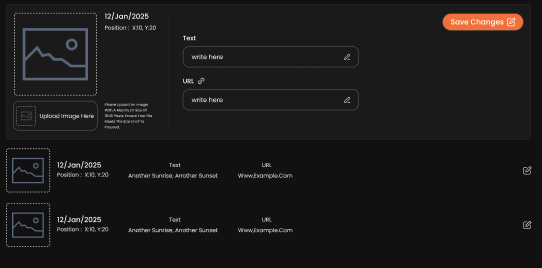 12/Jan/2025
Position : X:10, Y:20
Save Changes
Text
write here
URL
write here
Upload Image Here
Please Upload An Image
With A Maximum Size Of
Pixels. Ensure Your File
Meets The Size Limit To
Proceed.
12/Jan/2025
Position : X:10, Y:20
Text
Another Sunrise, Another Sunset
URL
Www.Example.Com
12/Jan/2025
Position : X:10, Y:20
Text
Another Sunrise, Another Sunset
URL
Www.Example.Com